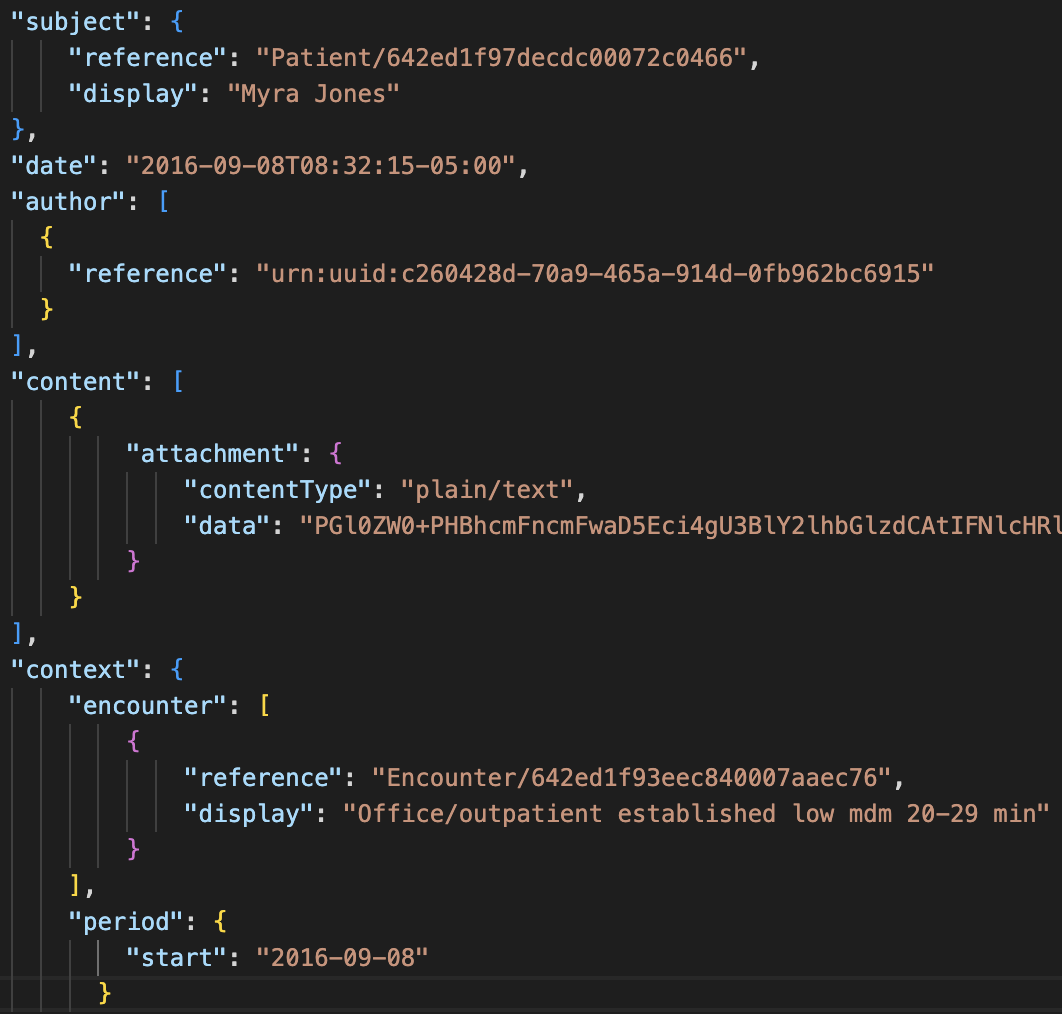 "subject": {
"reference": "Patient/642ed1f97decdc00072c0466",
"display": "Myra Jones"
},
"date": "2016-09-08T08:32:15-05:00",
"author": [
{
"reference": "urn:uuid:c260428d-70a9-465a-914d-0fb962bc6915"
}
],
"content": [
{
"attachment": {
"contentType": "plain/text",
"data": "PGl0ZW0+PHBhcmFncmFwaD5Eci4gU3BlY2lhbGlzdCAtIFNlcHRl
}
}
],
"context": {
"encounter": [
{
"reference": "Encounter/642ed1f93eec840007aaec76",
"display": "Office/outpatient established low mdm 20-29 min"
}
],
"period": {
"start": "2016-09-08"
}